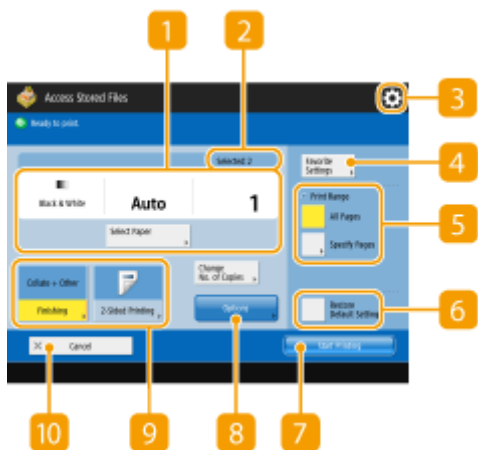 1
2
Access Stored Files
3
Ready to print.
Selected: 2
Favorite
Settings
4
Black & White
Auto
1
Select Paper
Print Range
All Pages
Specify Pages
5
Collate + Other
Finishing
2-Sided Printing
Change
No. of Copies
Options
Restore
Default Setting
6
× Cancel
Start Printing
10
9
8
7